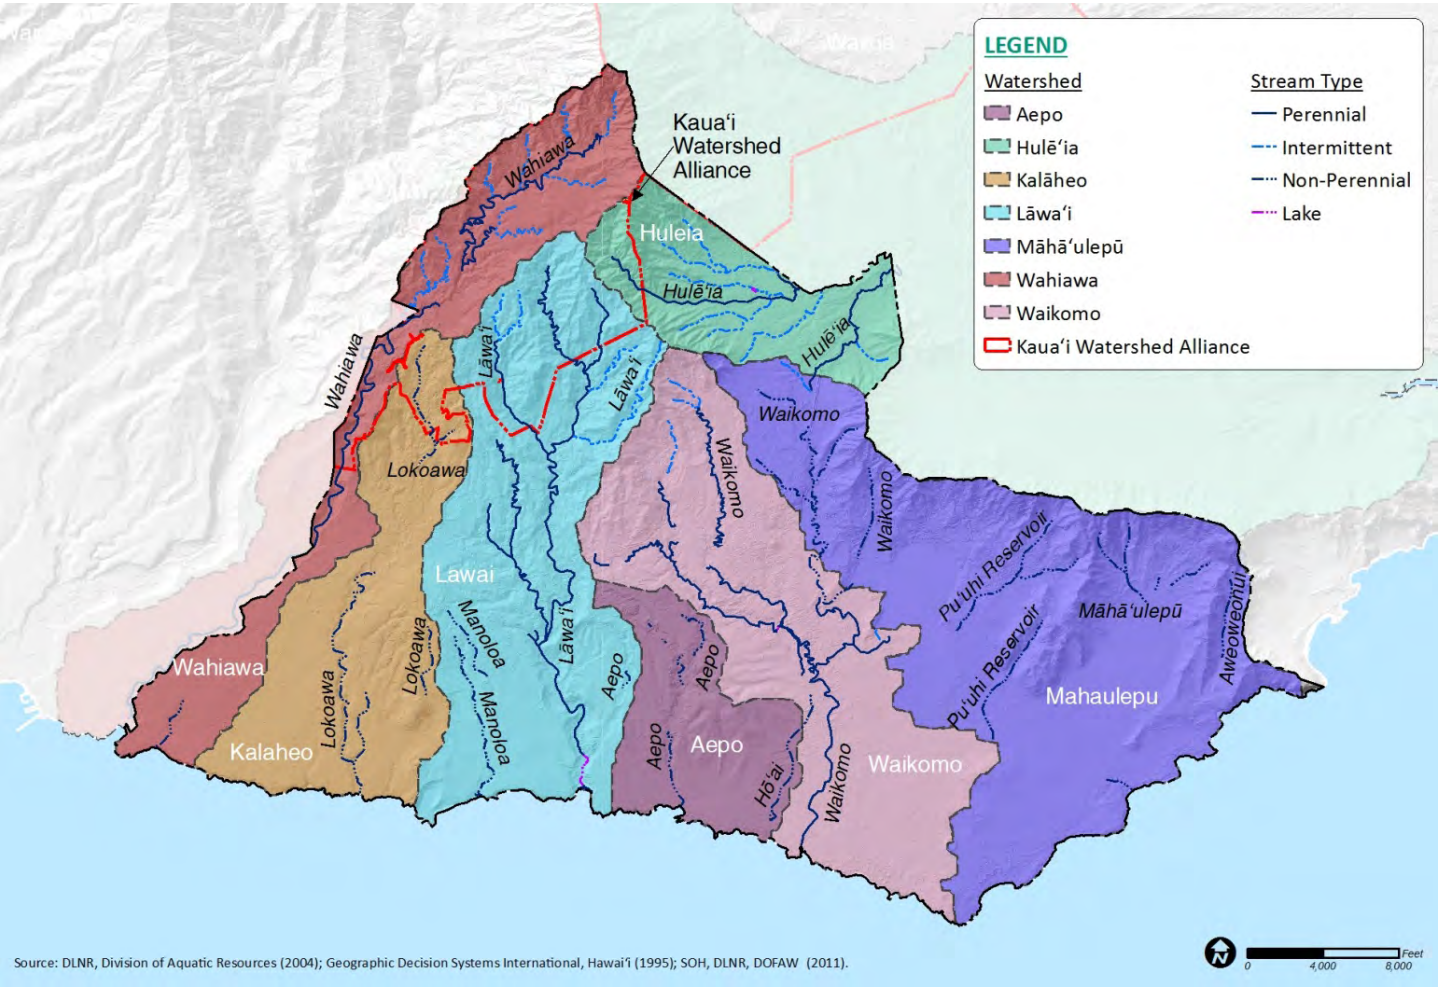 Wailua
LEGEND
Watershed
Aepo
Hulēʻia
Kalāheo
Lāwaʻi
Māhāʻulepū
Wahiawa
Waikomo
Kauaʻi Watershed Alliance
Stream Type
Perennial
Intermittent
Non-Perennial
Lake
Kauaʻi
Watershed
Alliance
Wahiawa
Huleia
Hulēʻia
Hulēʻia
Wahiawa
Lāwaʻi
Lāwaʻi
Waikomo
Lokoawa
Waikomo
Waikomo
Lawai
Puʻuhi Reservoir
Māhāʻulepū
Aweoweonui
Manoloa
Lāwaʻi
Lokoawa
Aepo
Aepo
Puʻuhi Reservoir
Wahiawa
Lokoawa
Mahaulepu
Manoloa
Kalaheo
Aepo
Aepo
Hōʻai
Waikomo
Waikomo
Source: DLNR, Division of Aquatic Resources (2004); Geographic Decision Systems International, Hawaiʻi (1995); SOH, DLNR, DOFAW (2011).
N
Feet
0 4,000 8,000